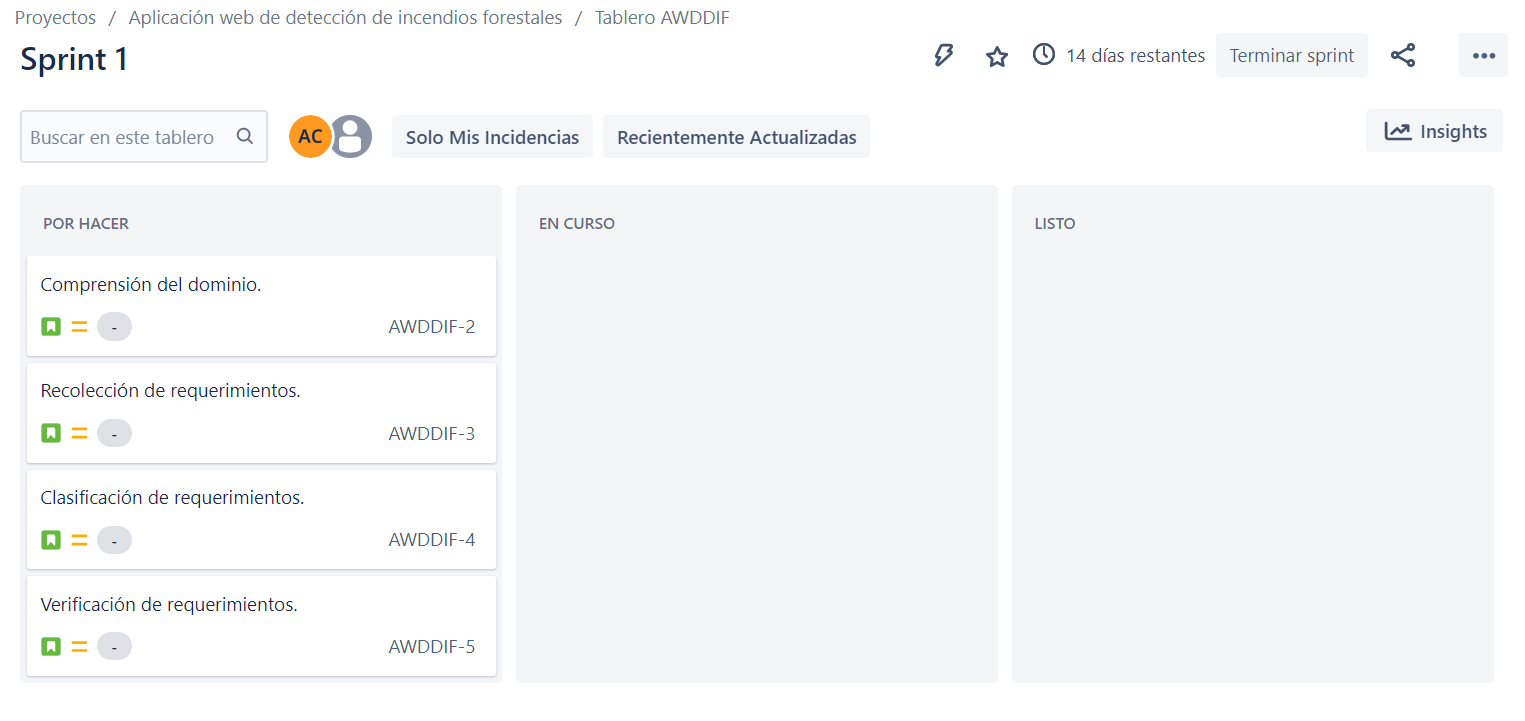 Proyectos / Aplicación web de detección de incendios forestales / Tablero AWDDIF
Sprint 1
14 días restantes
Terminar sprint
Buscar en este tablero
AC
Solo Mis Incidencias
Recientemente Actualizadas
Insights
POR HACER
Comprensión del dominio.
- AWDDIF-2
Recolección de requerimientos.
- AWDDIF-3
Clasificación de requerimientos.
- AWDDIF-4
Verificación de requerimientos.
- AWDDIF-5
EN CURSO
LISTO